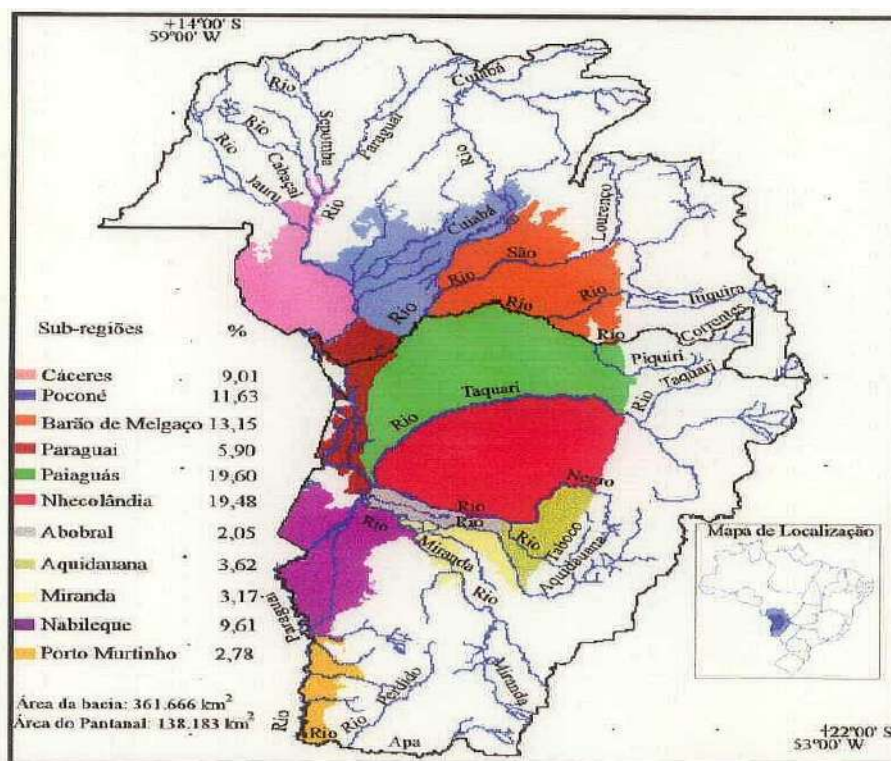 +14°00' S
59°00' W
Cuiabá
Rio
Sepotuba
Paraguai
Rio
Cabaçal
Rio
Jauru
Rio
Rio
Cuiabá
Rio
São
Lourenço
Rio
Rio
Itiquira
Rio
Rio
Correntes
Piquiri
Taquari
Rio
Taquari
Rio
Negro
Rio
Rio
Rio
Taboco
Aquidauana
Miranda
Rio
Miranda
Paraguai
Rio
Perdido
Rio
Rio
Apa
Sub-regiões %
Cáceres 9,01
Poconé 11,63
Barão de Melgaço 13,15
Paraguai 5,90
Paiaguás 19,60
Nhecolândia 19,48
Abobral 2,05
Aquidauana 3,62
Miranda 3,17
Nabileque 9,61
Porto Murtinho 2,78
Área da bacia: 361.666 km²
Área do Pantanal: 138.183 km²
Mapa de Localização
+22°00' S
53°00' W